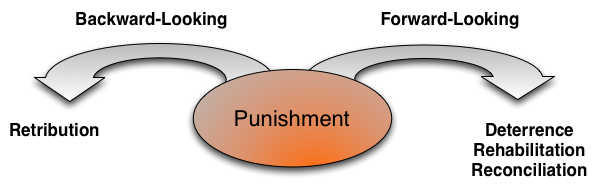 Backward-Looking
Forward-Looking
Punishment
Retribution
Deterrence
Rehabilitation
Reconciliation